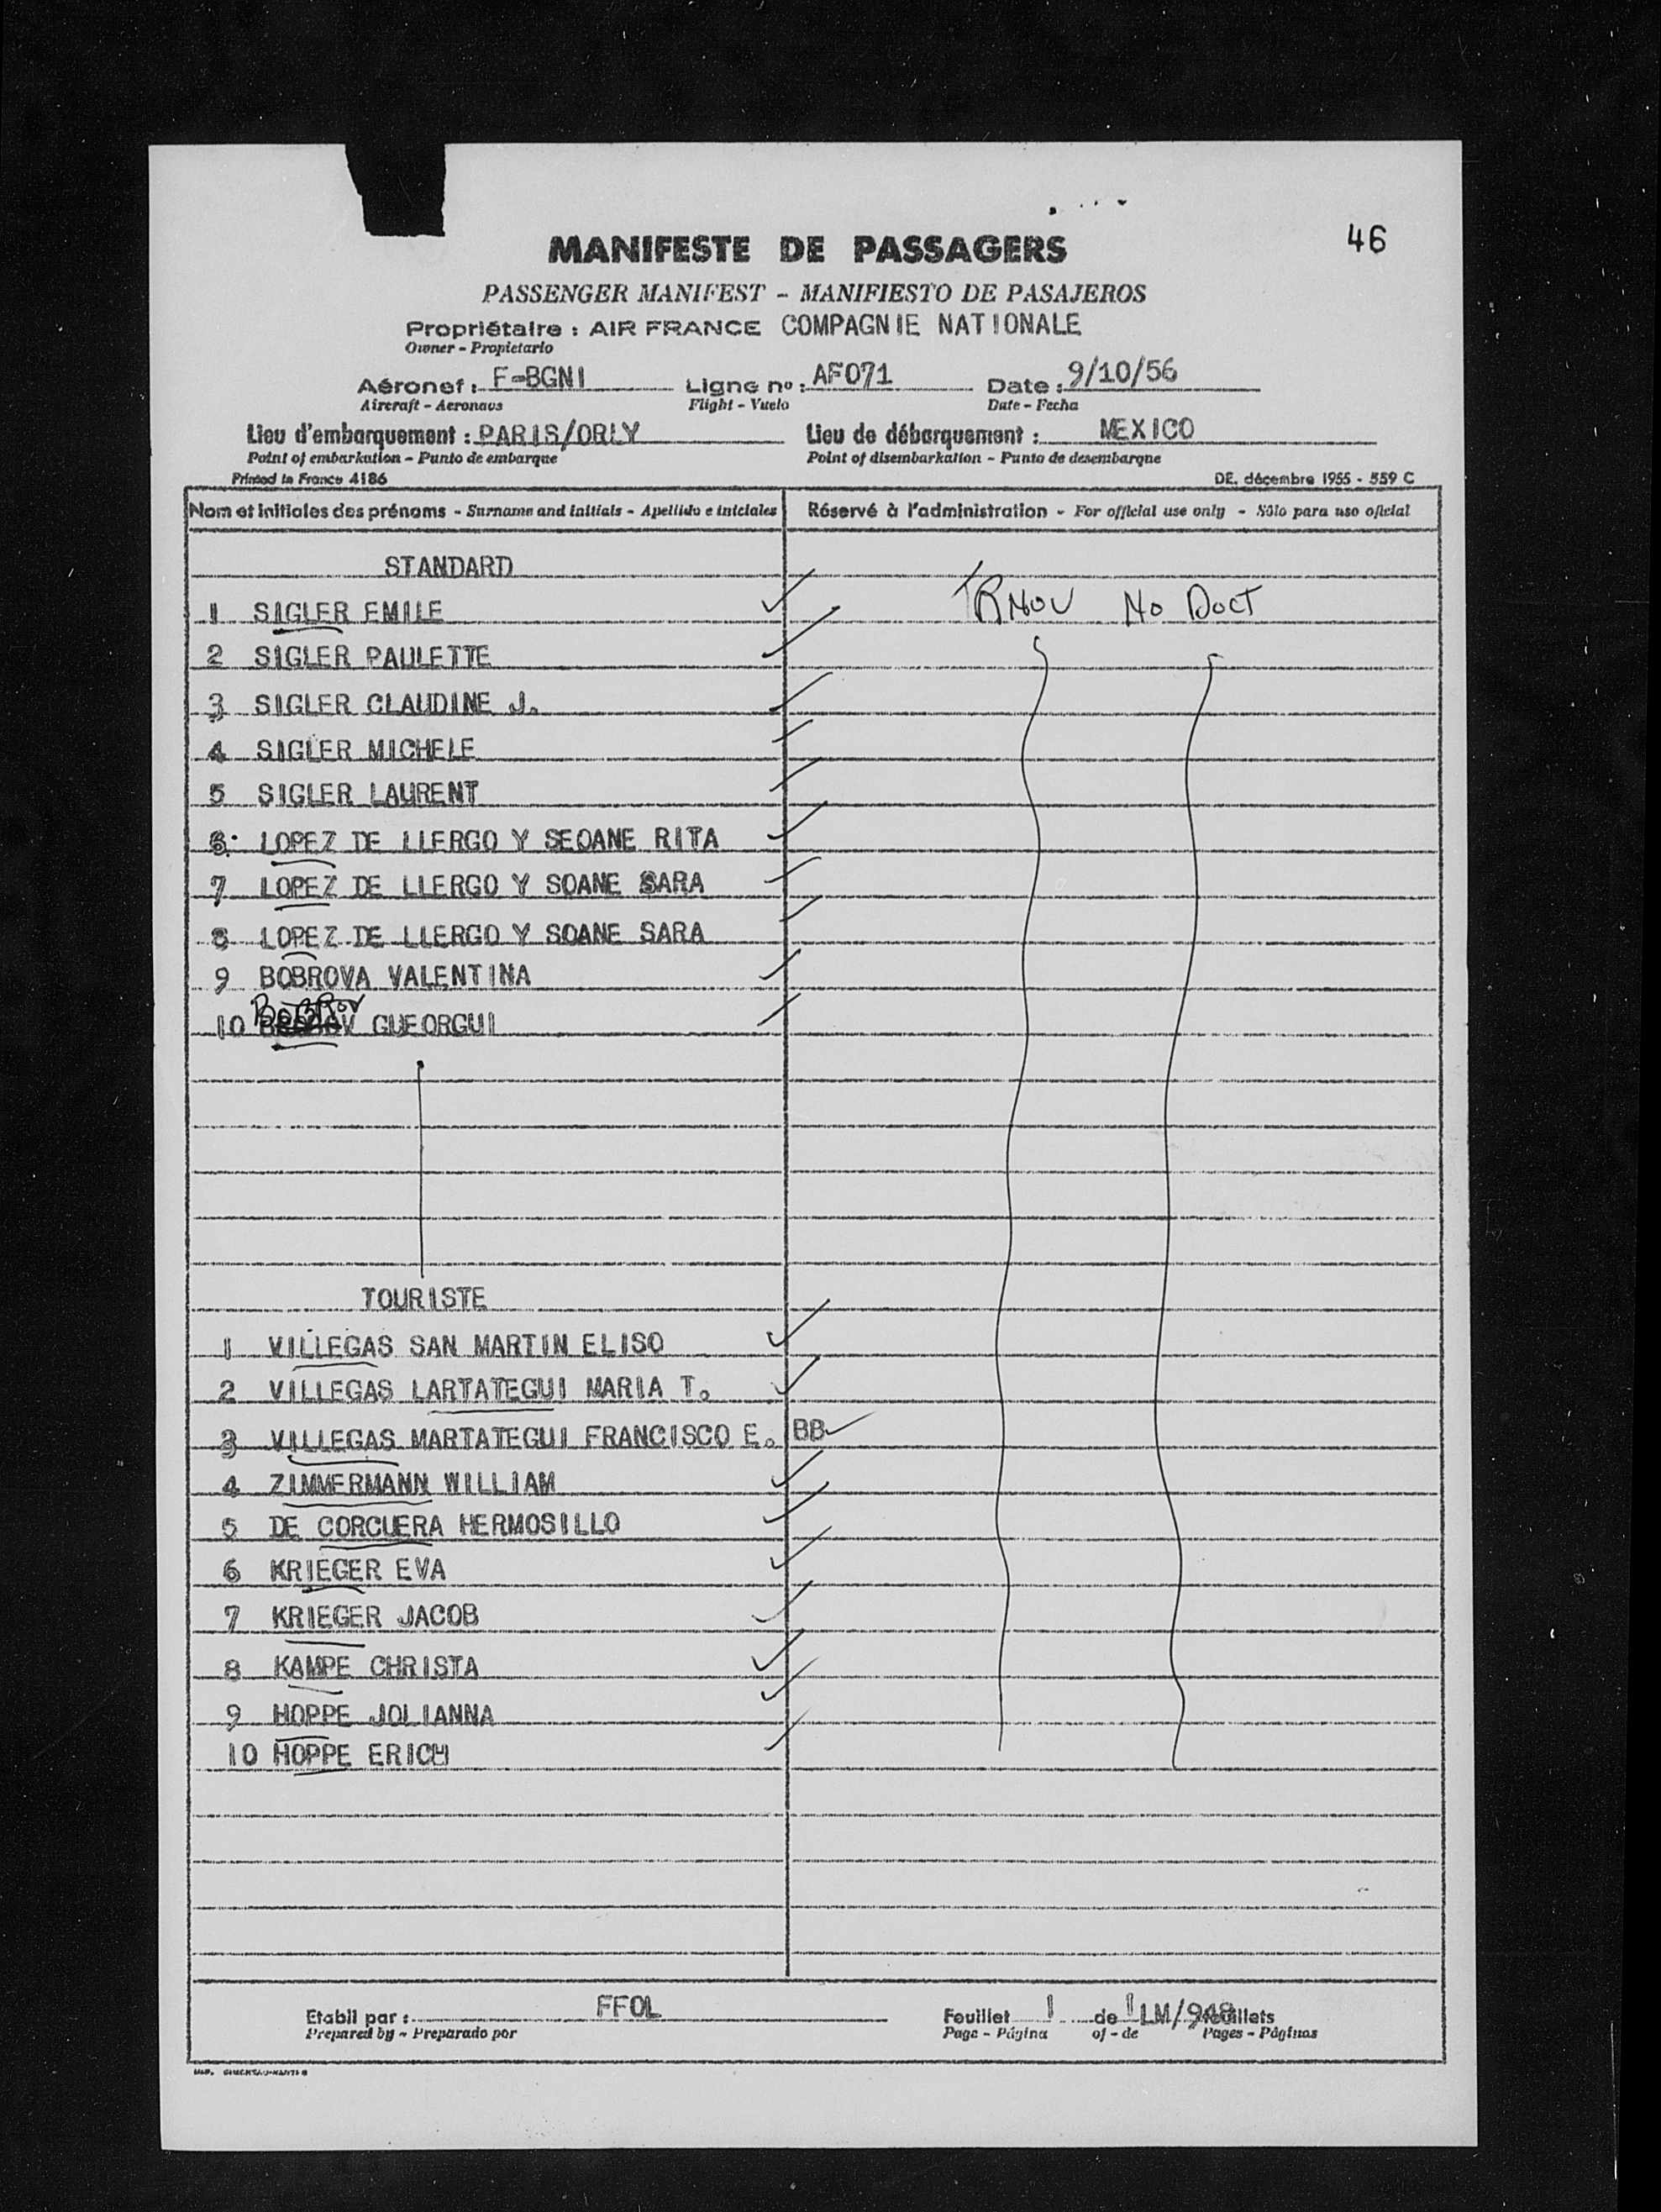 46
MANIFESTE DE PASSAGERS
PASSENGER MANIFEST - MANIFIESTO DE PASAJEROS
Propriétaire : AIR FRANCE COMPAGNIE NATIONALE
Owner - Propietario
Aéronef : F-BGNI Ligne nº : AF071 Date : 9/10/56
Aircraft - Aeronave Flight - Vuelo Date - Fecha
Lieu d'embarquement : PARIS/ORLY Lieu de débarquement : MEXICO
Point of embarkation - Punto de embarque Point of disembarkation - Punto de desembarque
Printed in France 4186 DE. décembre 1955 - 559 C
Nom et initiales des prénoms - Surname and initials - Apellido e iniciales Réservé à l'administration - For official use only - Sólo para uso oficial
STANDARD
1 SIGLER EMILE No Doct
2 SIGLER PAULETTE
3 SIGLER CLAUDINE J.
4 SIGLER MICHELE
5 SIGLER LAURENT
6 LOPEZ DE LLERGO Y SEOANE RITA
7 LOPEZ DE LLERGO Y SOANE SARA
8 LOPEZ DE LLERGO Y SOANE SARA
9 BOBROVA VALENTINA
BOBROV
10 GUEORGUI
TOURISTE
1 VILLEGAS SAN MARTIN ELISO
2 VILLEGAS LARTATEGUI MARIA T.
3 VILLEGAS MARTATEGUI FRANCISCO E. BB
4 ZIMMERMANN WILLIAM
5 DE CORCUERA HERMOSILLO
6 KRIEGER EVA
7 KRIEGER JACOB
8 KAMPE CHRISTA
9 HOPPE JOLIANNA
10 HOPPE ERICH
Etabli par : FFOL Feuillet 1 de 1 LM/948 feuillets
Prepared by - Preparado por Page - Página of - de Pages - Páginas